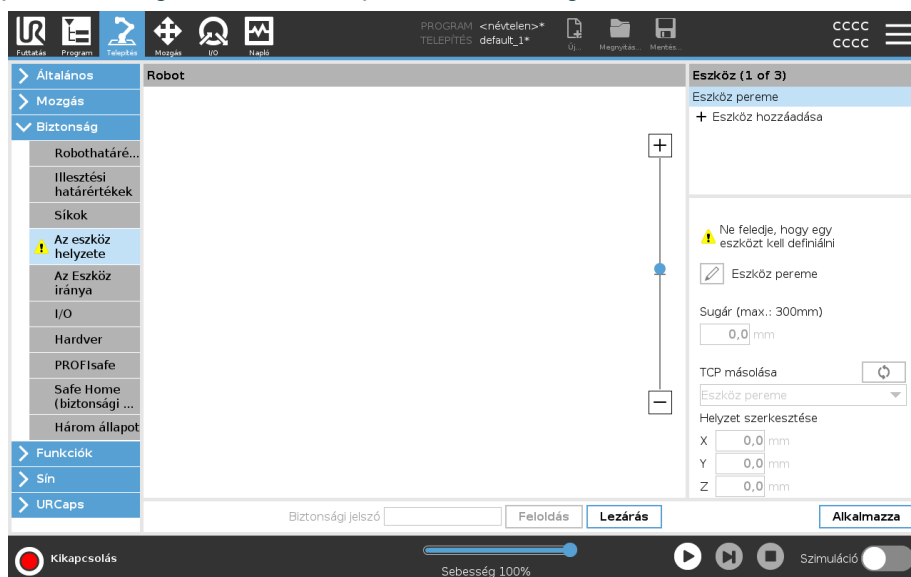 PROGRAM <névtelen>*
TELEPÍTÉS default_1*
cccc
cccc
Futtatás Program Telepítés Mozgás I/O Napló Új... Megnyitás... Mentés...
Általános
Mozgás
Biztonság
Robothatáré...
Illesztési
határértékek
Síkok
Az eszköz
helyzete
Az Eszköz
iránya
I/O
Hardver
PROFIsafe
Safe Home
(biztonsági ...
Három állapot
Funkciók
Sín
URCaps
Robot
Eszköz (1 of 3)
Eszköz pereme
+ Eszköz hozzáadása
Ne feledje, hogy egy
eszközt kell definiálni
Eszköz pereme
Sugár (max.: 300mm)
0,0 mm
TCP másolása
Eszköz pereme
Helyzet szerkesztése
X 0,0 mm
Y 0,0 mm
Z 0,0 mm
Biztonsági jelszó Feloldás Lezárás Alkalmazza
Kikapcsolás
Sebesség 100%
Szimuláció